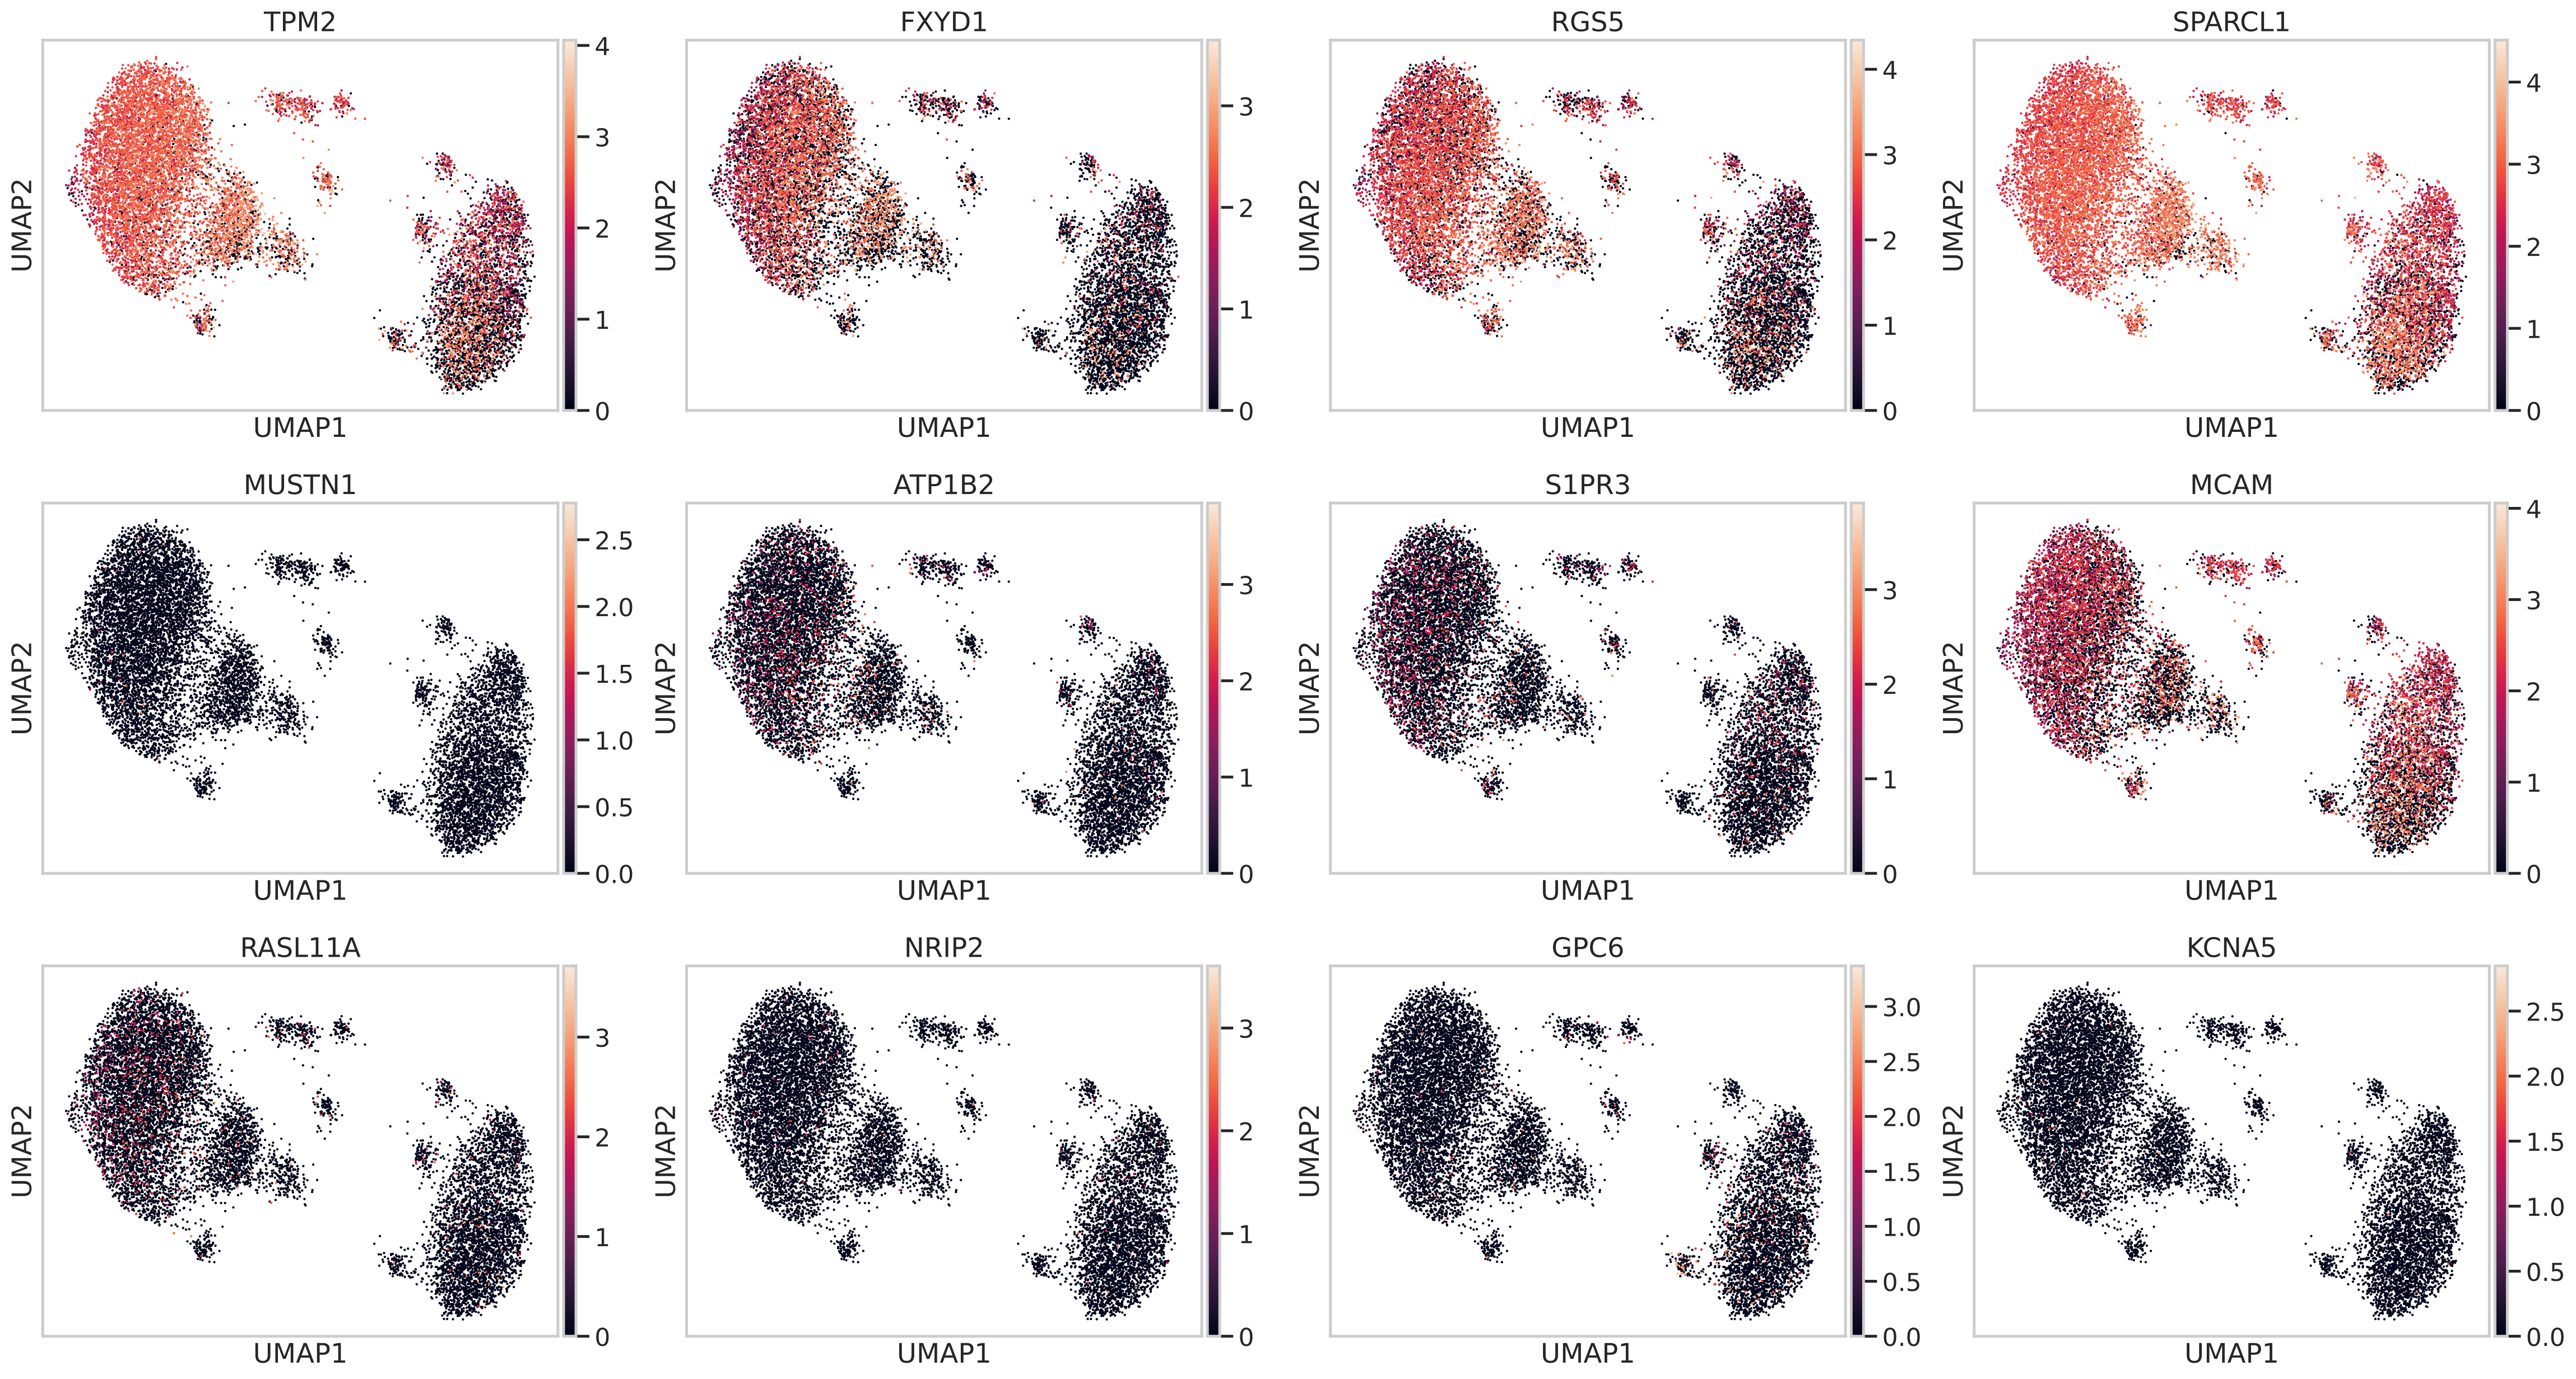 TPM2
FXYD1
RGS5
SPARCL1
4
3
2
1
0
3
2
1
0
4
3
2
1
0
4
3
2
1
0
UMAP2
UMAP2
UMAP2
UMAP2
UMAP1
UMAP1
UMAP1
UMAP1
MUSTN1
ATP1B2
S1PR3
MCAM
2.5
2.0
1.5
1.0
0.5
0.0
3
2
1
0
3
2
1
0
4
3
2
1
0
UMAP2
UMAP2
UMAP2
UMAP2
UMAP1
UMAP1
UMAP1
UMAP1
RASL11A
NRIP2
GPC6
KCNA5
3
2
1
0
3
2
1
0
3.0
2.5
2.0
1.5
1.0
0.5
0.0
2.5
2.0
1.5
1.0
0.5
0.0
UMAP2
UMAP2
UMAP2
UMAP2
UMAP1
UMAP1
UMAP1
UMAP1